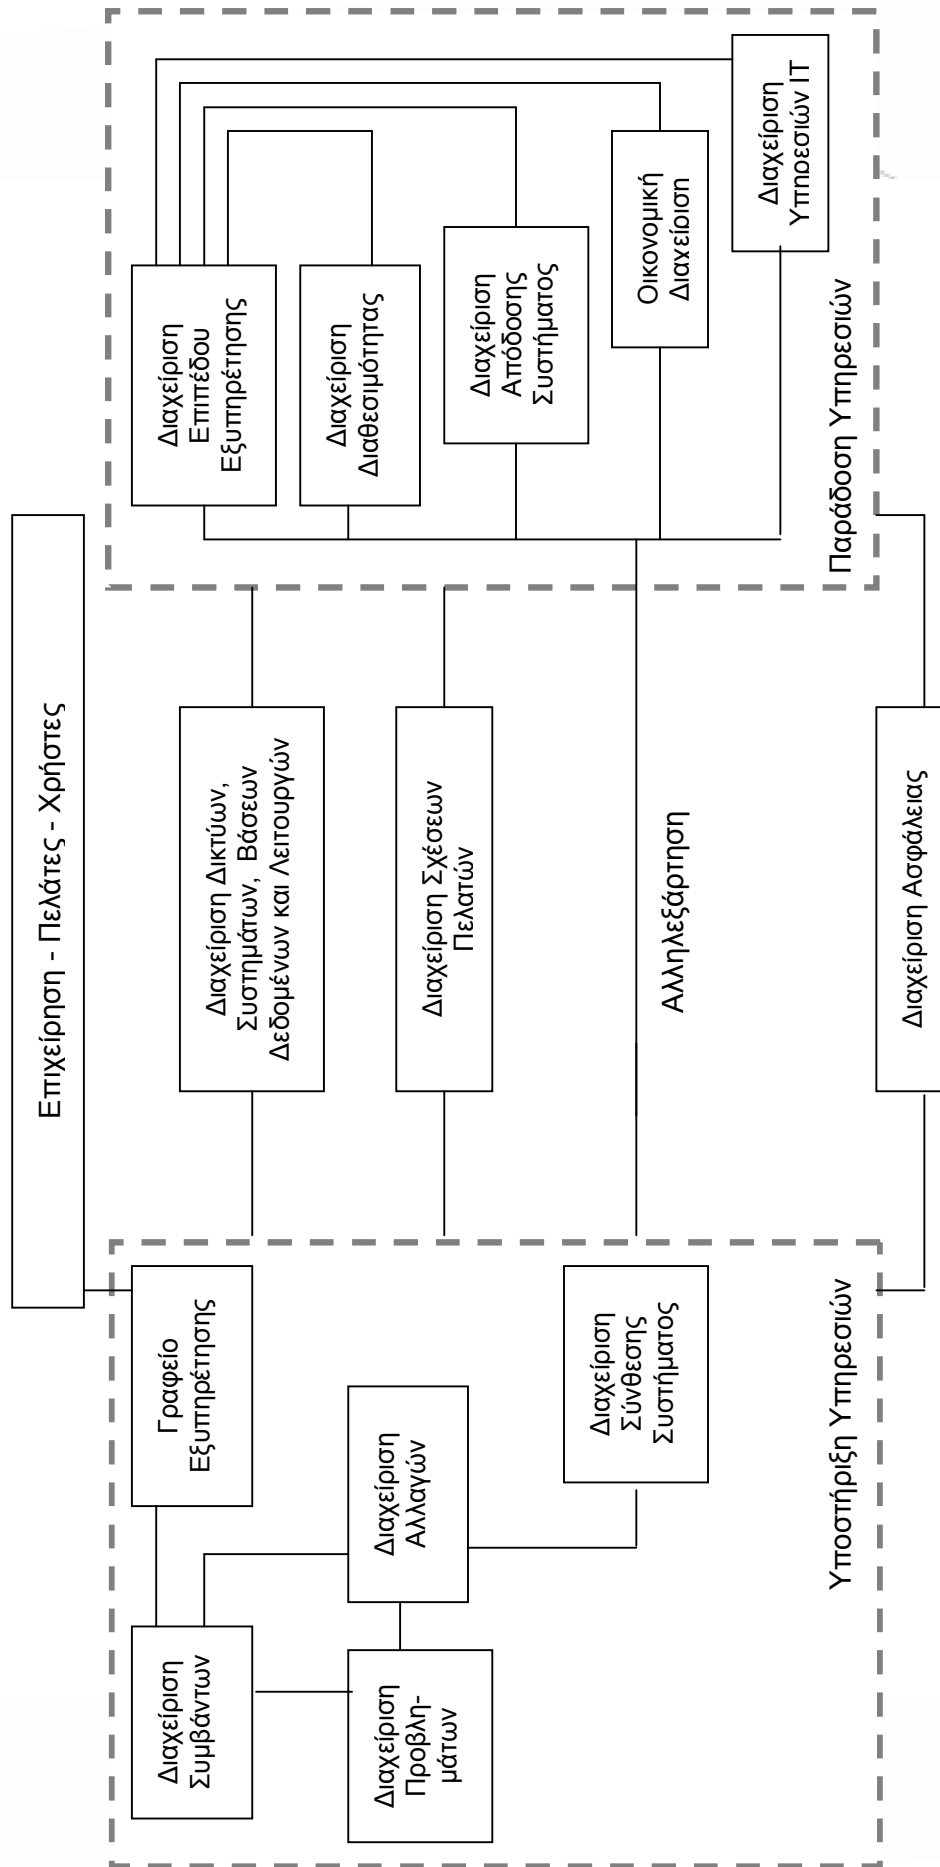 Επιχείρηση - Πελάτες - Χρήστες
Διαχείριση
Συμβάντων
Γραφείο
Εξυπηρέτησης
Διαχείριση
Προβλη-
μάτων
Διαχείριση
Αλλαγών
Διαχείριση
Σύνθεσης
Συστήματος
Υποστήριξη Υπηρεσιών
Διαχείριση Δικτύων,
Συστημάτων, Βάσεων
Δεδομένων και Λειτουργών
Διαχείριση Σχέσεων
Πελατών
Αλληλεξάρτηση
Διαχείριση Ασφάλειας
Διαχείριση
Επιπέδου
Εξυπηρέτησης
Διαχείριση
Διαθεσιμότητας
Διαχείριση
Απόδοσης
Συστήματος
Οικονομική
Διαχείριση
Διαχείριση
Υπηρεσιών ΙΤ
Παράδοση Υπηρεσιών